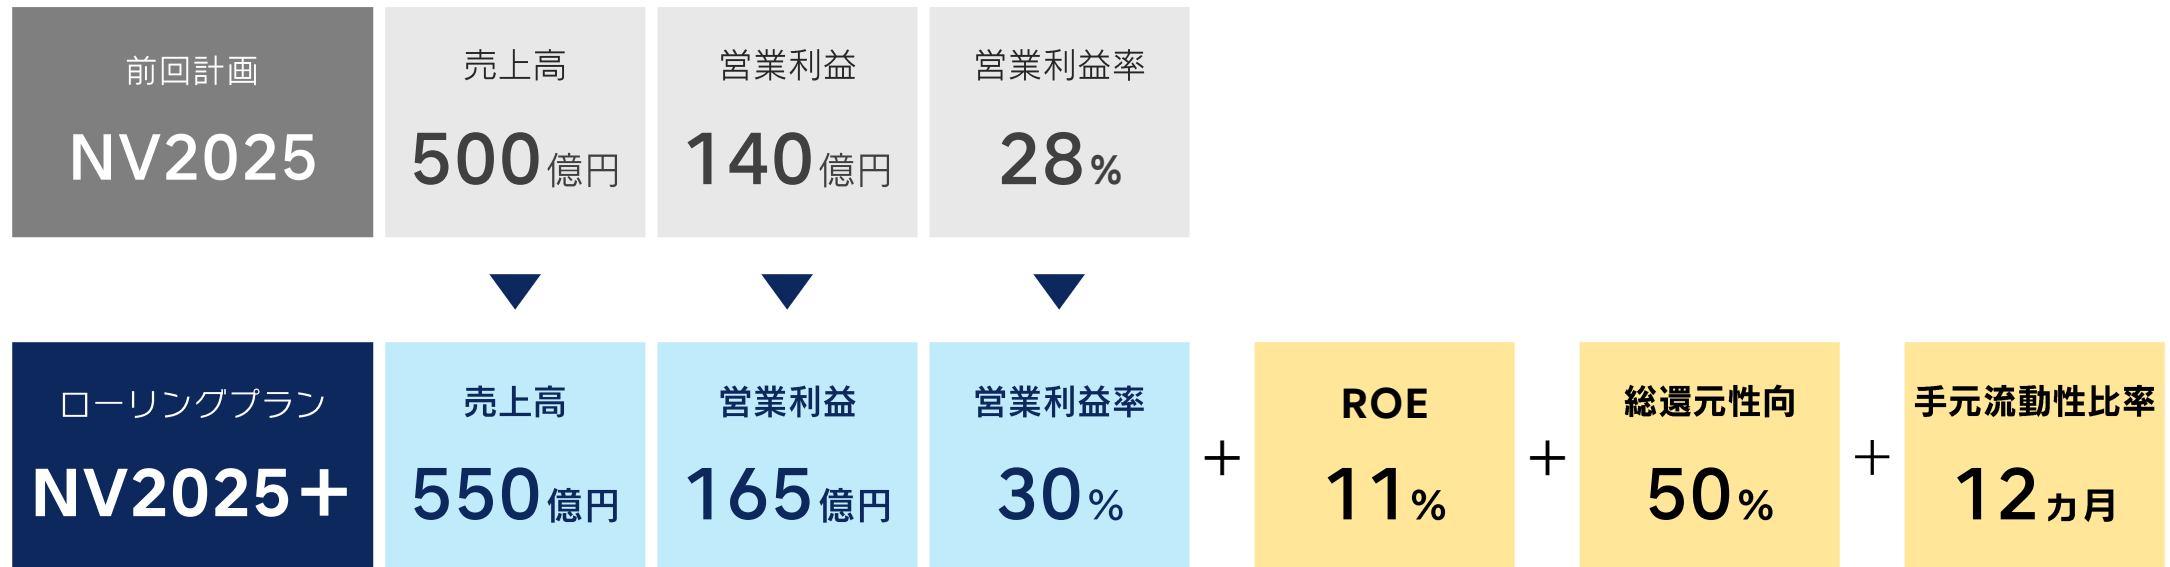 前回計画
NV2025
売上高
500億円
営業利益
140億円
営業利益率
28%
ローリングプラン
NV2025+
売上高
550億円
営業利益
165億円
営業利益率
30%
+
ROE
11%
+
総還元性向
50%
+
手元流動性比率
12ヵ月